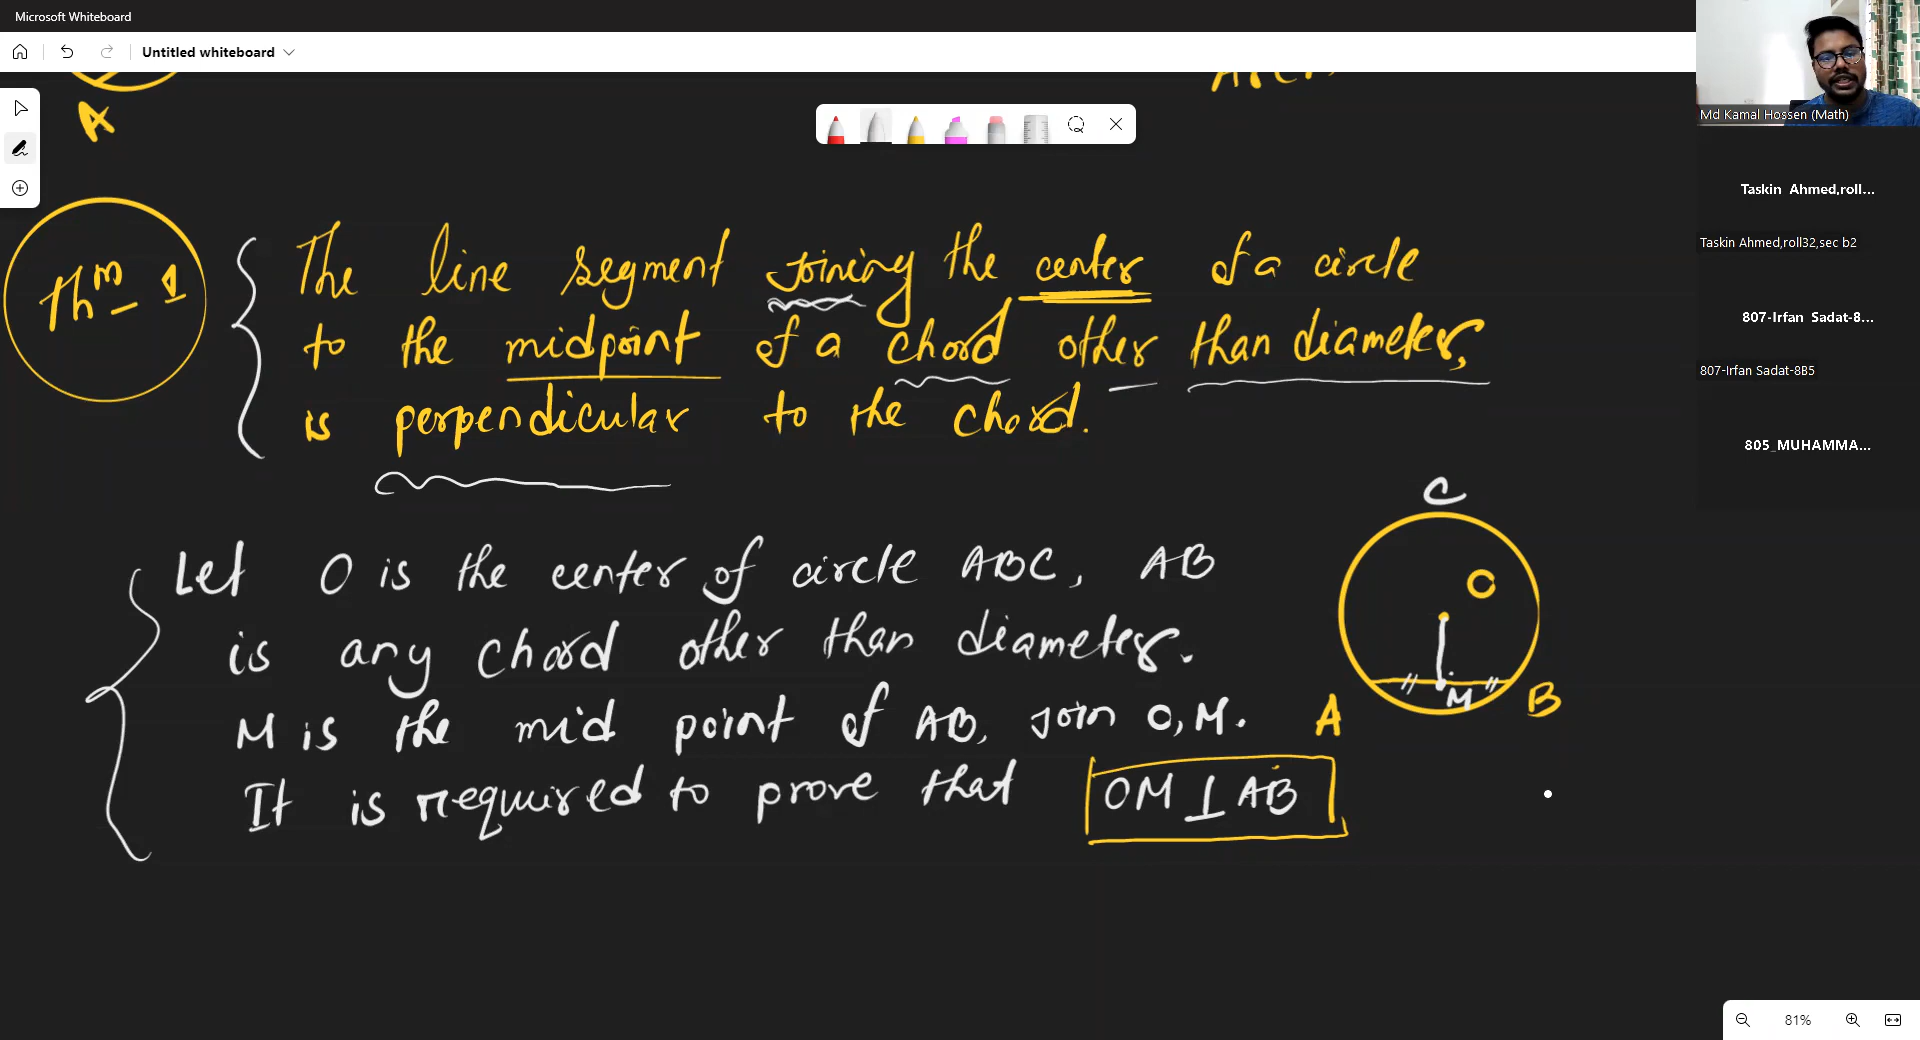 Microsoft Whiteboard
Untitled whiteboard
Md Kamal Hossen (Math)
A
Taskin Ahmed,roll...
Taskin Ahmed,roll32,sec b2
807-Irfan Sadat-8...
807-Irfan Sadat-8B5
805_MUHAMMA...
Thm - 1
The line segment joining the center of a circle
to the midpoint of a chord other than diameter,
is perpendicular to the chord.
Let O is the center of circle ABC, AB
is any chord other than diameter.
M is the mid point of AB, join O,M.
It is required to prove that OM⊥AB
C
O
M
A
B
81%